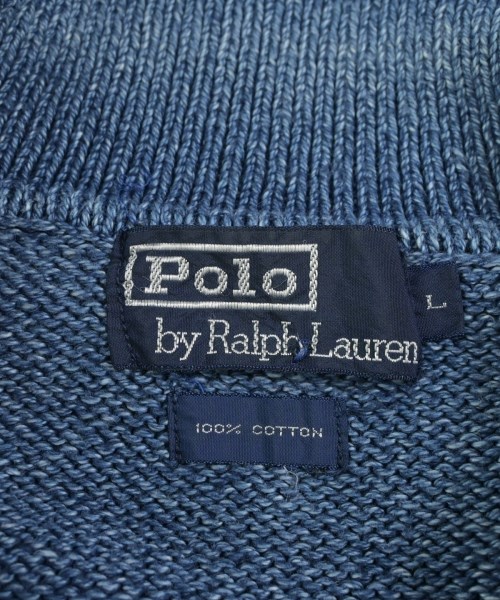 Polo
by Ralph Lauren
L
100% COTTON